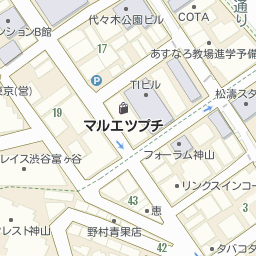 代々木公園ビル
COTA
通り
ンション B館
あすなろ教場進学予備
TIビル
東京(営)
19
マルエツプチ
松濤スタ
17
フォーラム神山
レイス渋谷富ヶ谷
リンクスインコー
恵
43
43
レスト神山
野村青果店
42
タバコタ